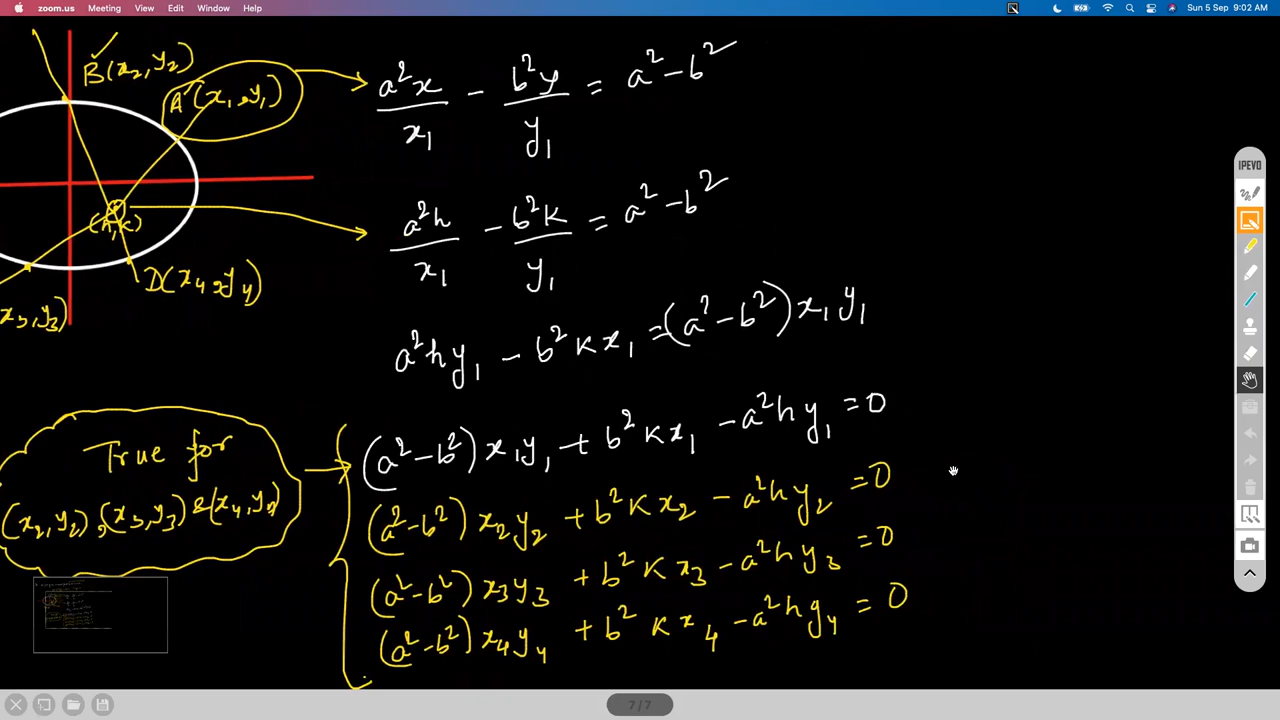 zoom.us Meeting View Edit Window Help Sun 5 Sep 9:02 AM
B(x₂, y₂)
A(x₁, y₁)
a²x/x₁ - b²y/y₁ = a² - b²
(h, k)
a²h/x₁ - b²k/y₁ = a² - b²
D(x₄, y₄)
x₃, y₃)
a²hy₁ - b²kx₁ = (a² - b²)x₁y₁
True for
(x₂, y₂), (x₃, y₃) & (x₄, y₄)
(a² - b²) x₁y₁ + b²kx₁ - a²hy₁ = 0
(a² - b²) x₂y₂ + b²kx₂ - a²hy₂ = 0
(a² - b²) x₃y₃ + b²kx₃ - a²hy₃ = 0
(a² - b²) x₄y₄ + b²kx₄ - a²hy₄ = 0
IPEVO
7/7